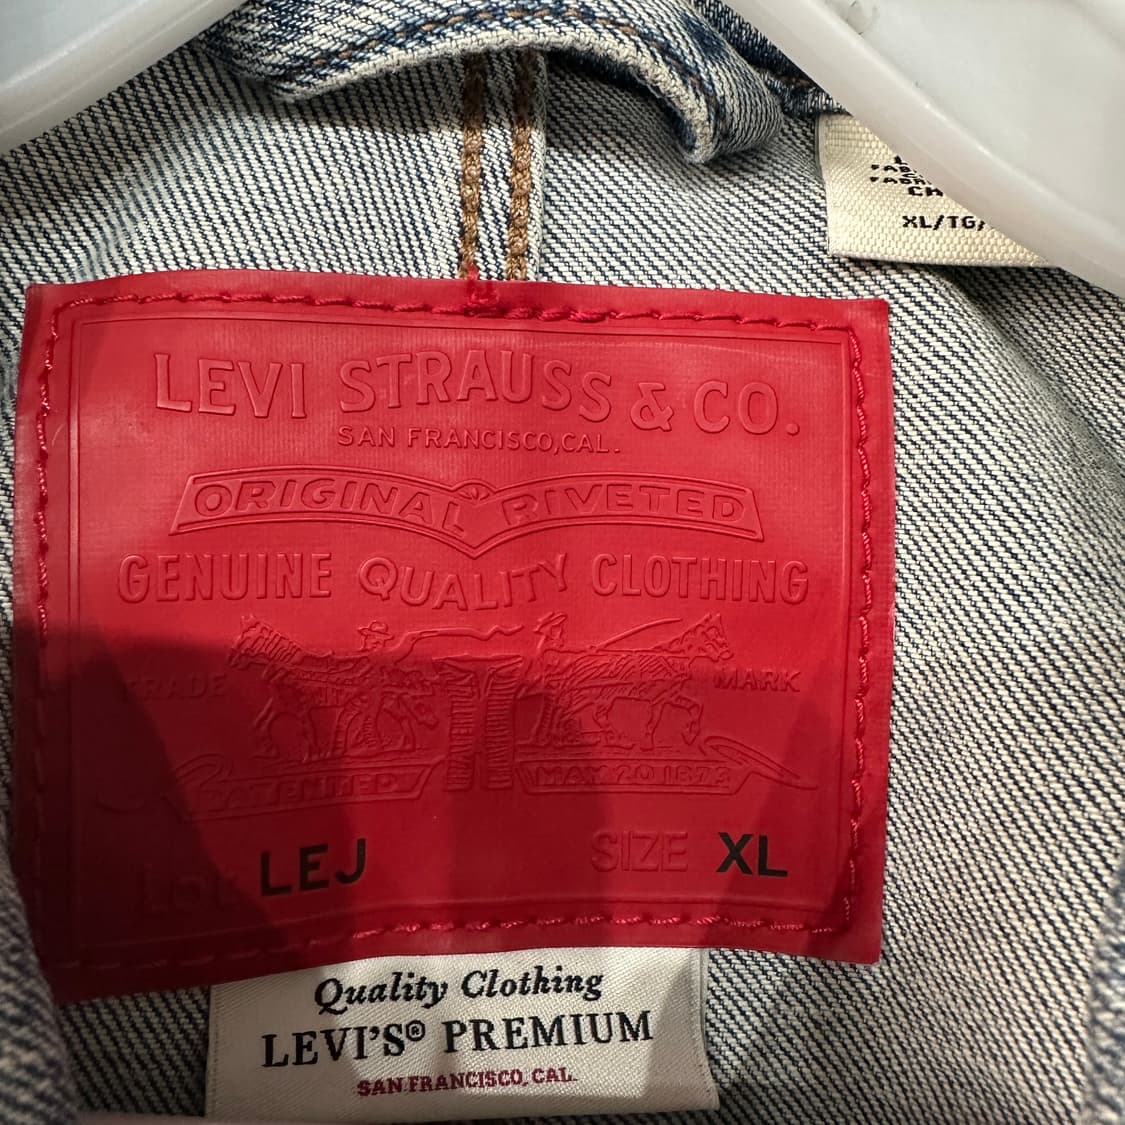 XL/TG/
LEVI STRAUSS & CO.
SAN FRANCISCO, CAL.
ORIGINAL RIVETED
GENUINE QUALITY CLOTHING
TRADE MARK
PATENTED MAY 20 1873
Lot LEJ SIZE XL
Quality Clothing
LEVI'S® PREMIUM
SAN FRANCISCO, CAL.